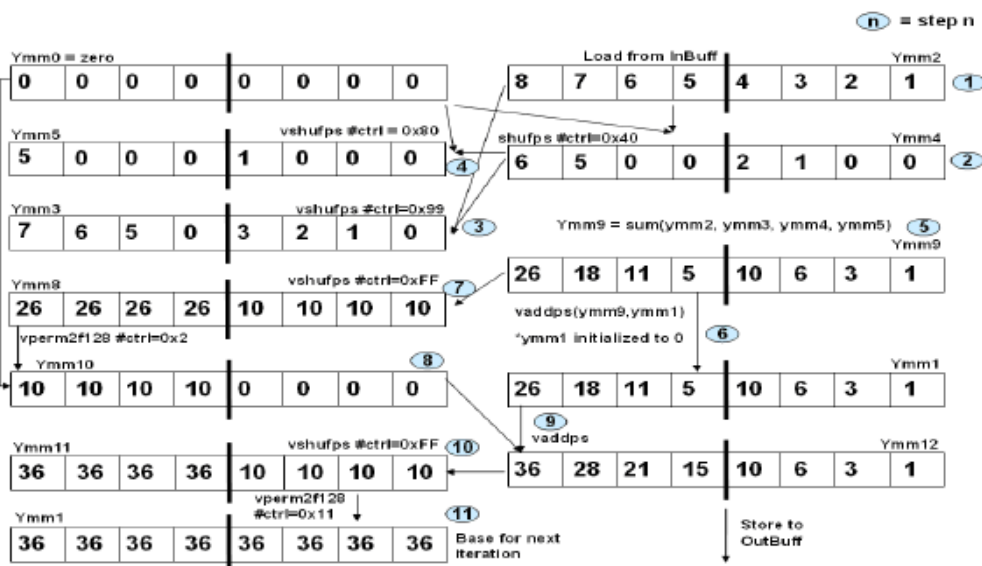 n = step n
Ymm0 = zero
0 0 0 0 0 0 0 0
Load from InBuff
Ymm2
8 7 6 5 4 3 2 1
1
Ymm5
vshufps #ctrl = 0x80
5 0 0 0 1 0 0 0
4
shufps #ctrl=0x40
Ymm4
6 5 0 0 2 1 0 0
2
Ymm3
vshufps #ctrl=0x99
7 6 5 0 3 2 1 0
3
Ymm9 = sum(ymm2, ymm3, ymm4, ymm5)
5
Ymm9
26 18 11 5 10 6 3 1
Ymm8
vshufps #ctrl=0xFF
7
26 26 26 26 10 10 10 10
vaddps(ymm9,ymm1)
*ymm1 initialized to 0
6
vperm2f128 #ctrl=0x2
Ymm10
8
10 10 10 10 0 0 0 0
Ymm1
26 18 11 5 10 6 3 1
9
vaddps
Ymm11
vshufps #ctrl=0xFF
10
36 36 36 36 10 10 10 10
Ymm12
36 28 21 15 10 6 3 1
vperm2f128
#ctrl=0x11
11
Ymm1
36 36 36 36 36 36 36 36
Base for next
iteration
Store to
OutBuff